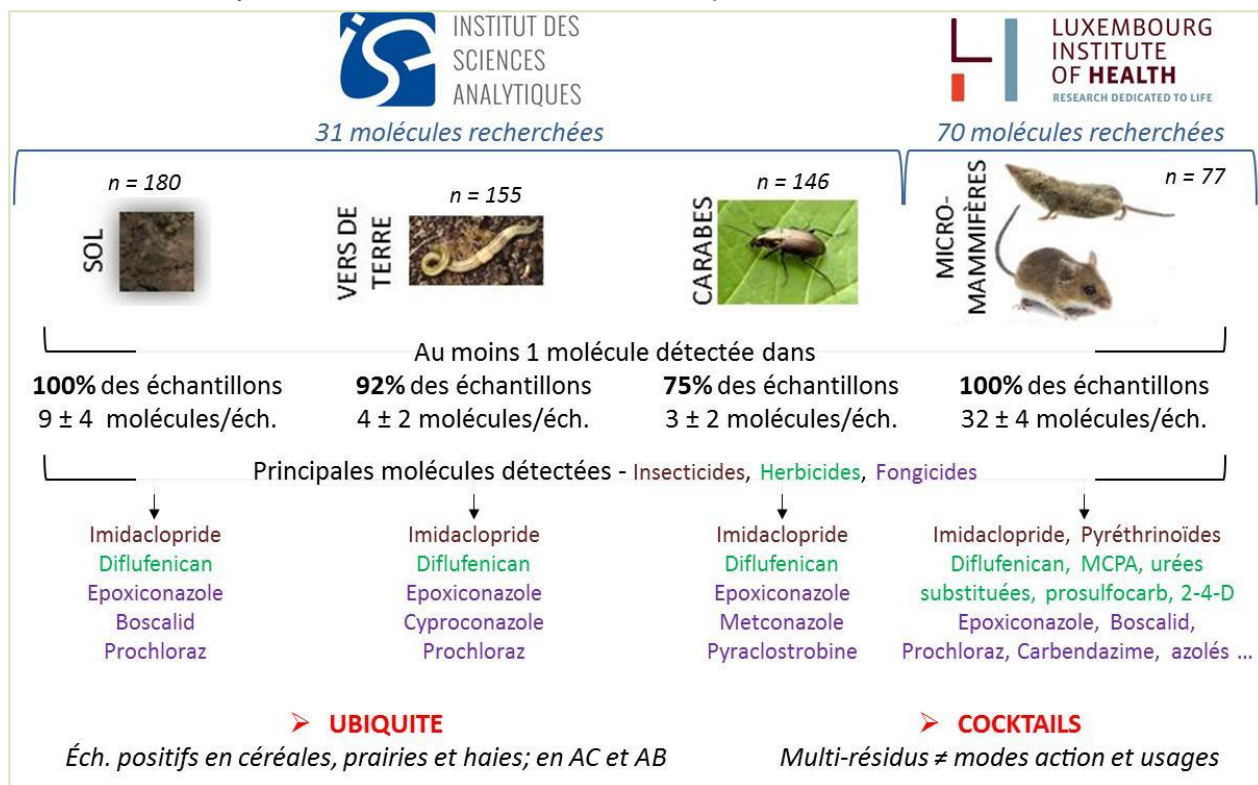 INSTITUT DES
SCIENCES
ANALYTIQUES
LUXEMBOURG
INSTITUTE
OF HEALTH
RESEARCH DEDICATED TO LIFE
31 molécules recherchées
70 molécules recherchées
n = 180
SOL
n = 155
VERS DE
TERRE
n = 146
CARABES
n = 77
MICRO-
MAMMIFÈRES
Au moins 1 molécule détectée dans
100% des échantillons
9 ± 4 molécules/éch.
92% des échantillons
4 ± 2 molécules/éch.
75% des échantillons
3 ± 2 molécules/éch.
100% des échantillons
32 ± 4 molécules/éch.
Principales molécules détectées - Insecticides, Herbicides, Fongicides
Imidaclopride
Diflufenican
Epoxiconazole
Boscalid
Prochloraz
Imidaclopride
Diflufenican
Epoxiconazole
Cyproconazole
Prochloraz
Imidaclopride
Diflufenican
Epoxiconazole
Metconazole
Pyraclostrobine
Imidaclopride, Pyréthrinoïdes
Diflufenican, MCPA, urées
substituées, prosulfocarb, 2-4-D
Epoxiconazole, Boscalid,
Prochloraz, Carbendazime, azolés ...
➢ UBIQUITE
Éch. positifs en céréales, prairies et haies; en AC et AB
➢ COCKTAILS
Multi-résidus ≠ modes action et usages